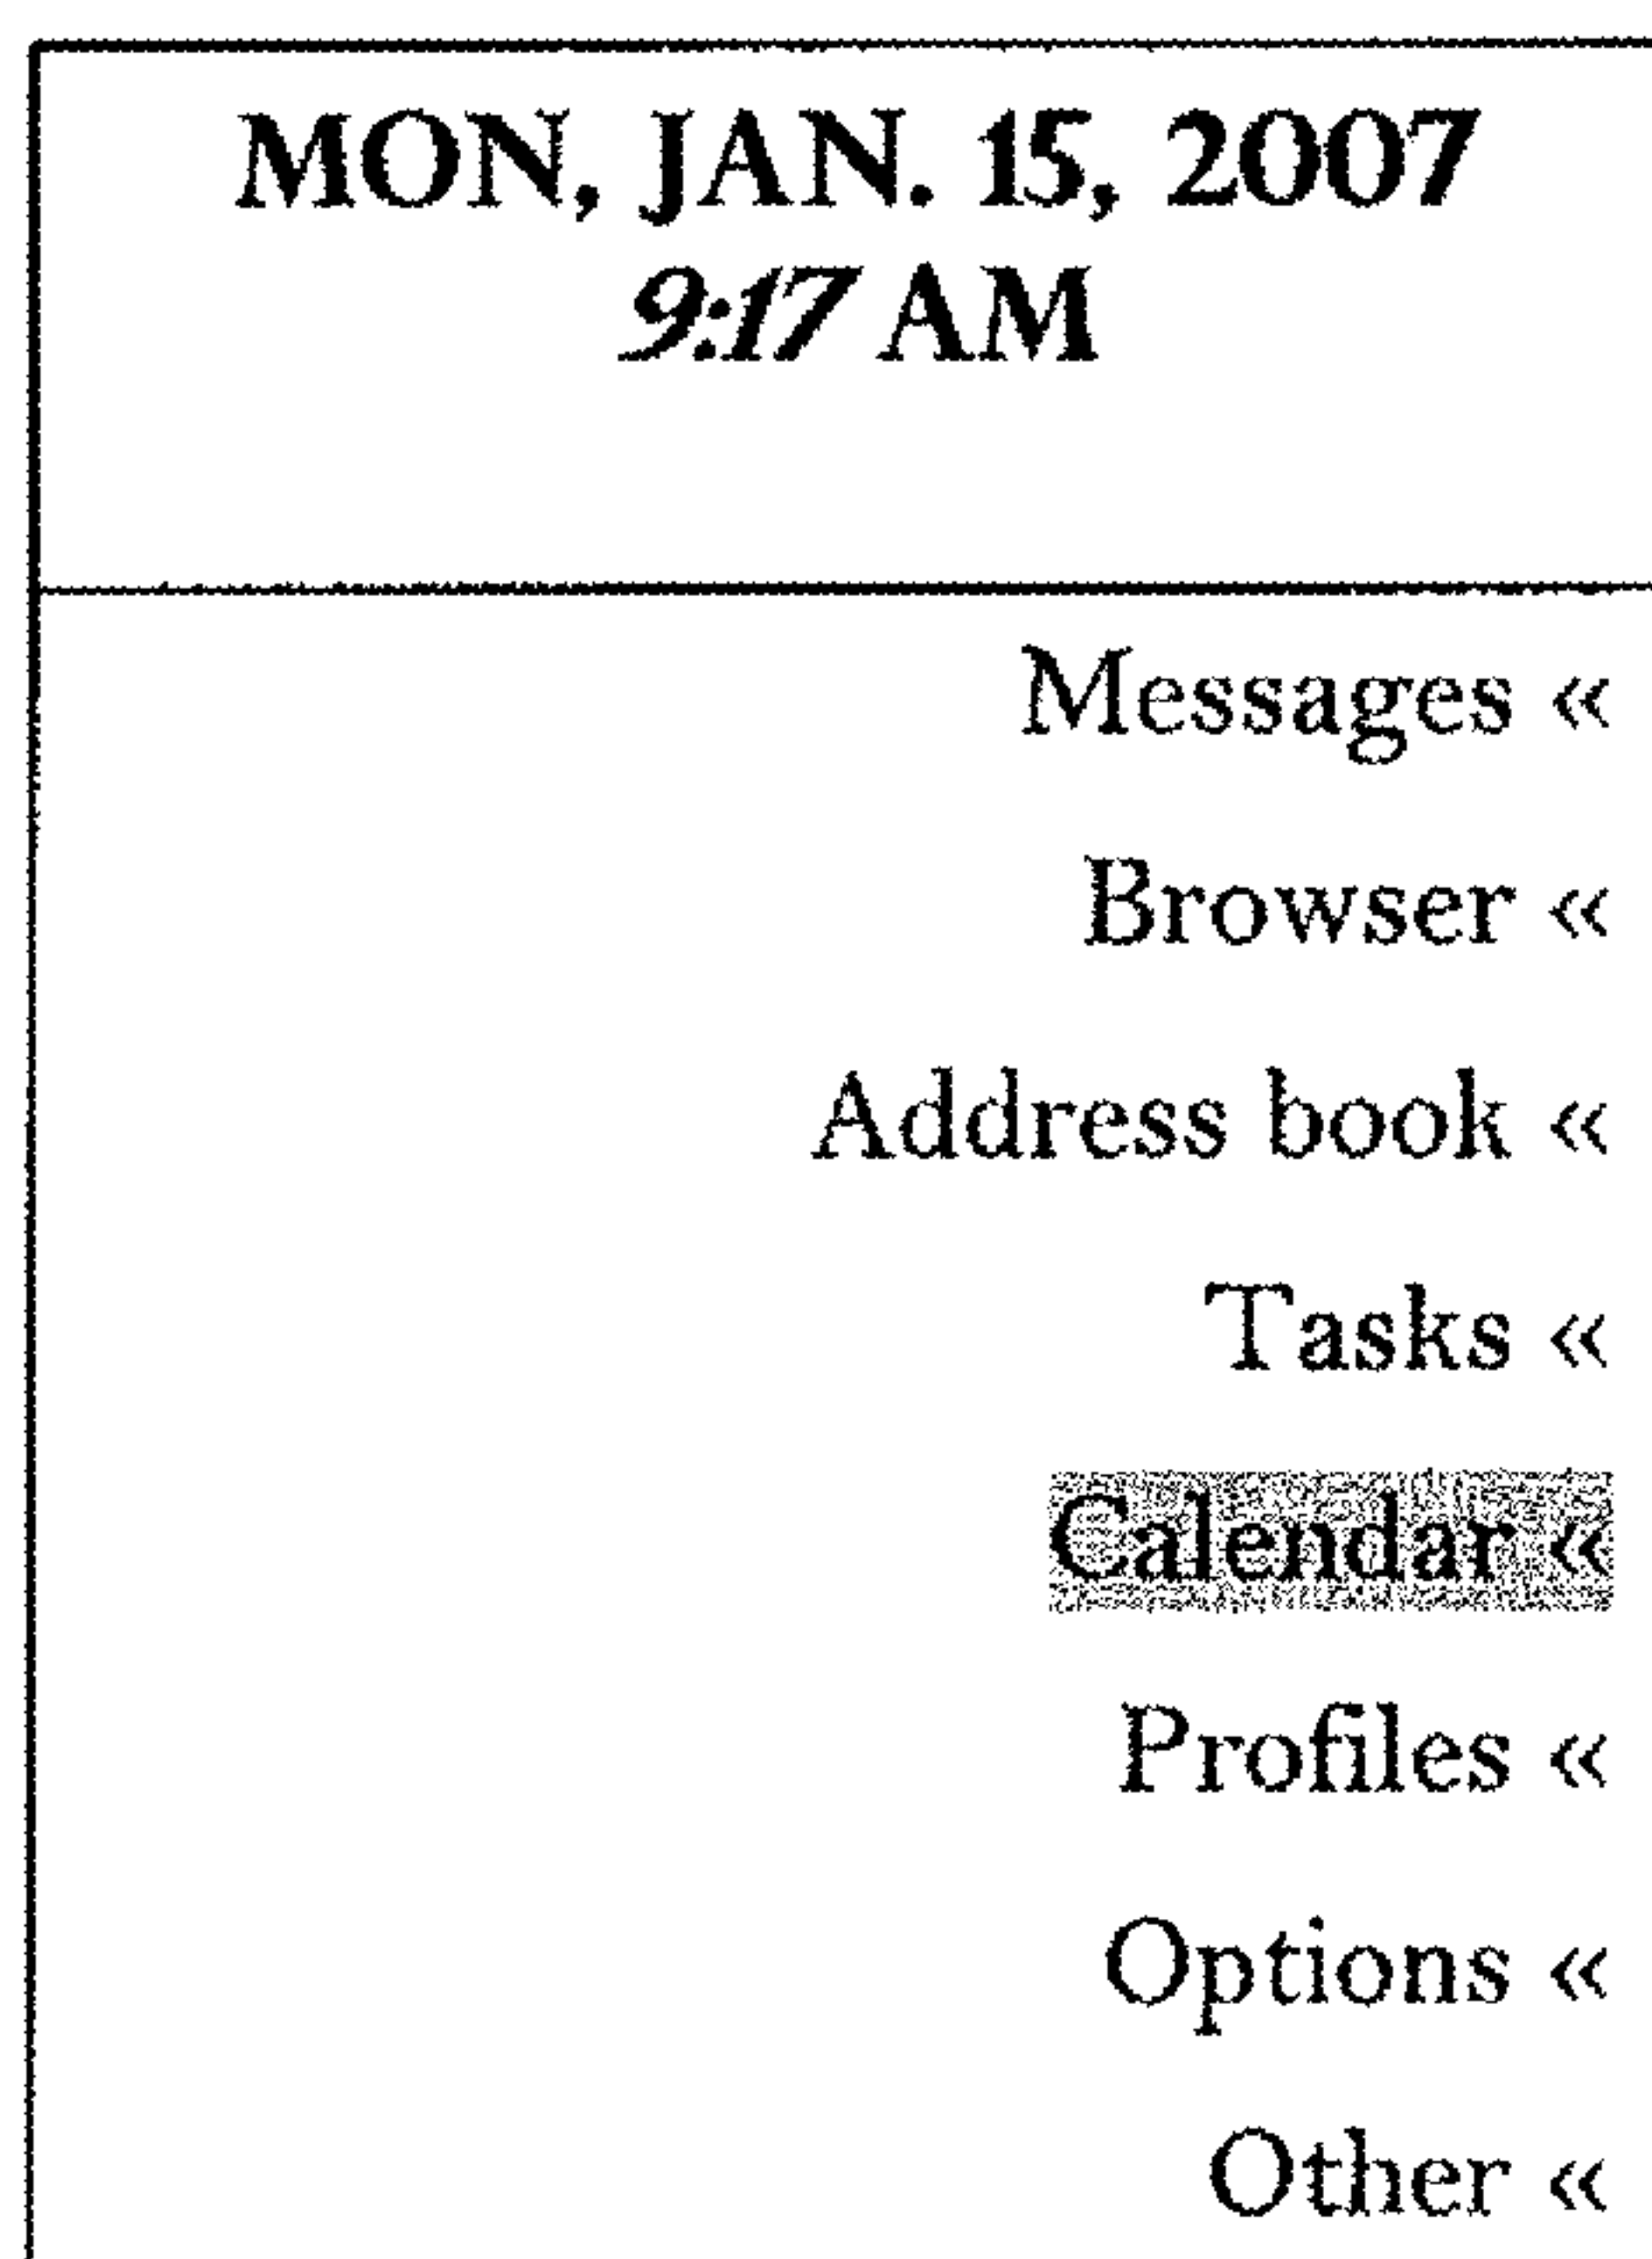 MON, JAN. 15, 2007
9:17 AM
Messages «
Browser «
Address book «
Tasks «
Calendar «
Profiles «
Options «
Other «